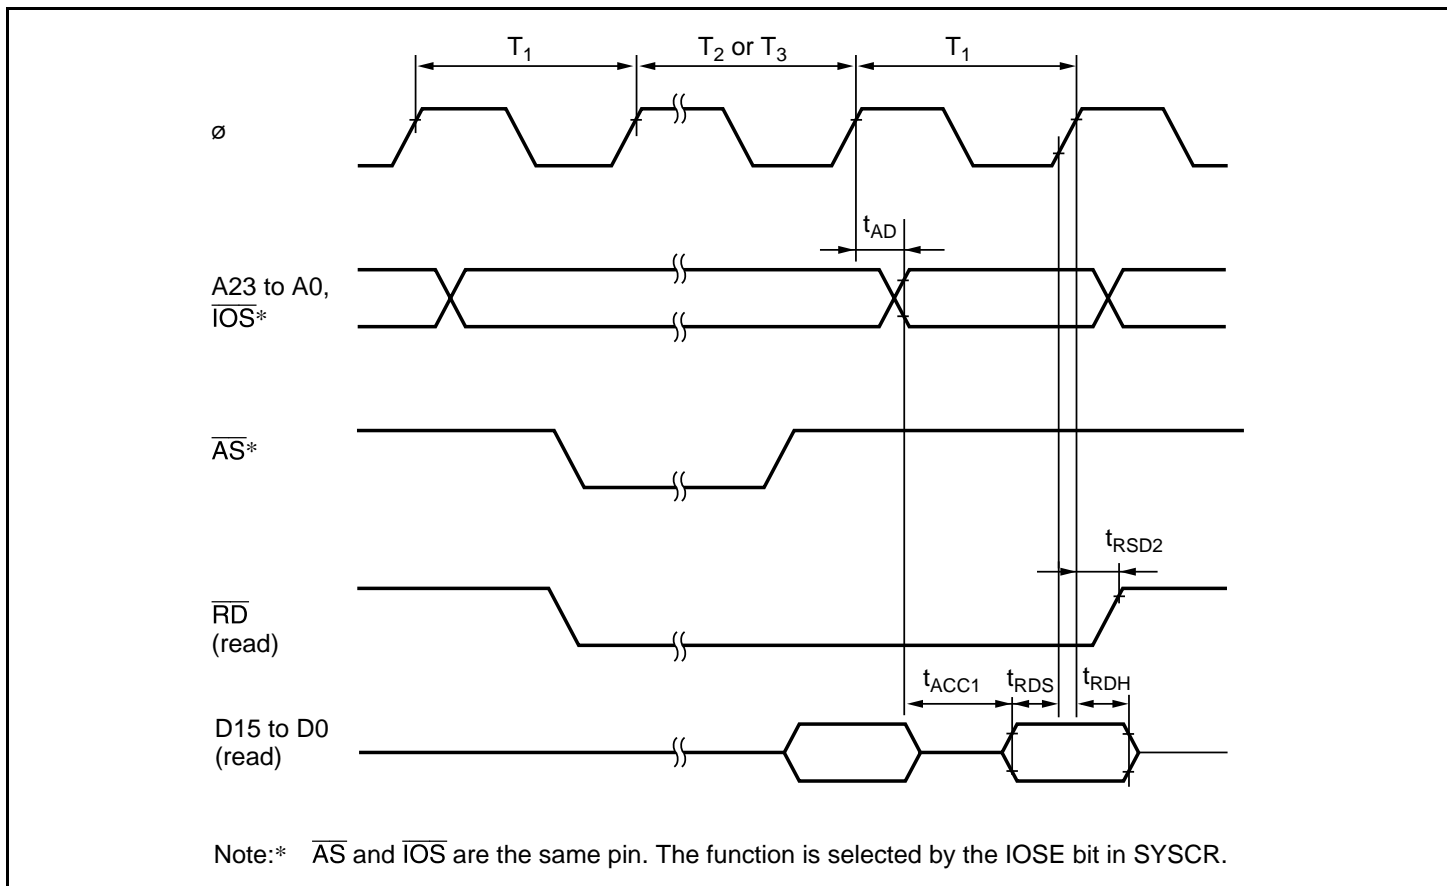 T1 T2 or T3 T1
ø
tAD
A23 to A0,
IOS*
AS*
tRSD2
RD
(read)
tACC1 tRDS tRDH
D15 to D0
(read)
Note:* AS and IOS are the same pin. The function is selected by the IOSE bit in SYSCR.